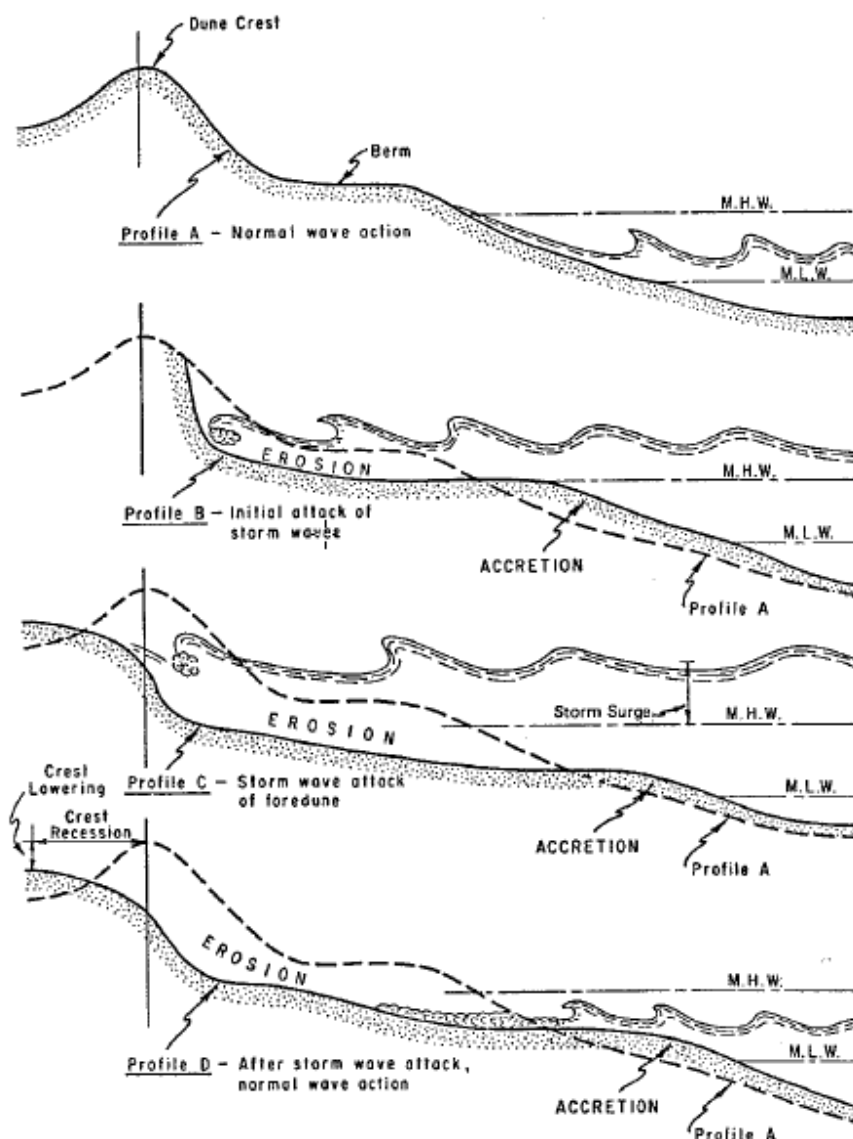 Dune Crest
Berm
M.H.W.
Profile A – Normal wave action
M.L.W.
EROSION
M.H.W.
Profile B – Initial attack of
storm waves
M.L.W.
ACCRETION
Profile A
Storm Surge
M.H.W.
EROSION
Profile C – Storm wave attack
of foredune
M.L.W.
Crest
Lowering
Crest
Recession
ACCRETION
Profile A
EROSION
M.H.W.
Profile D – After storm wave attack,
normal wave action
M.L.W.
ACCRETION
Profile A